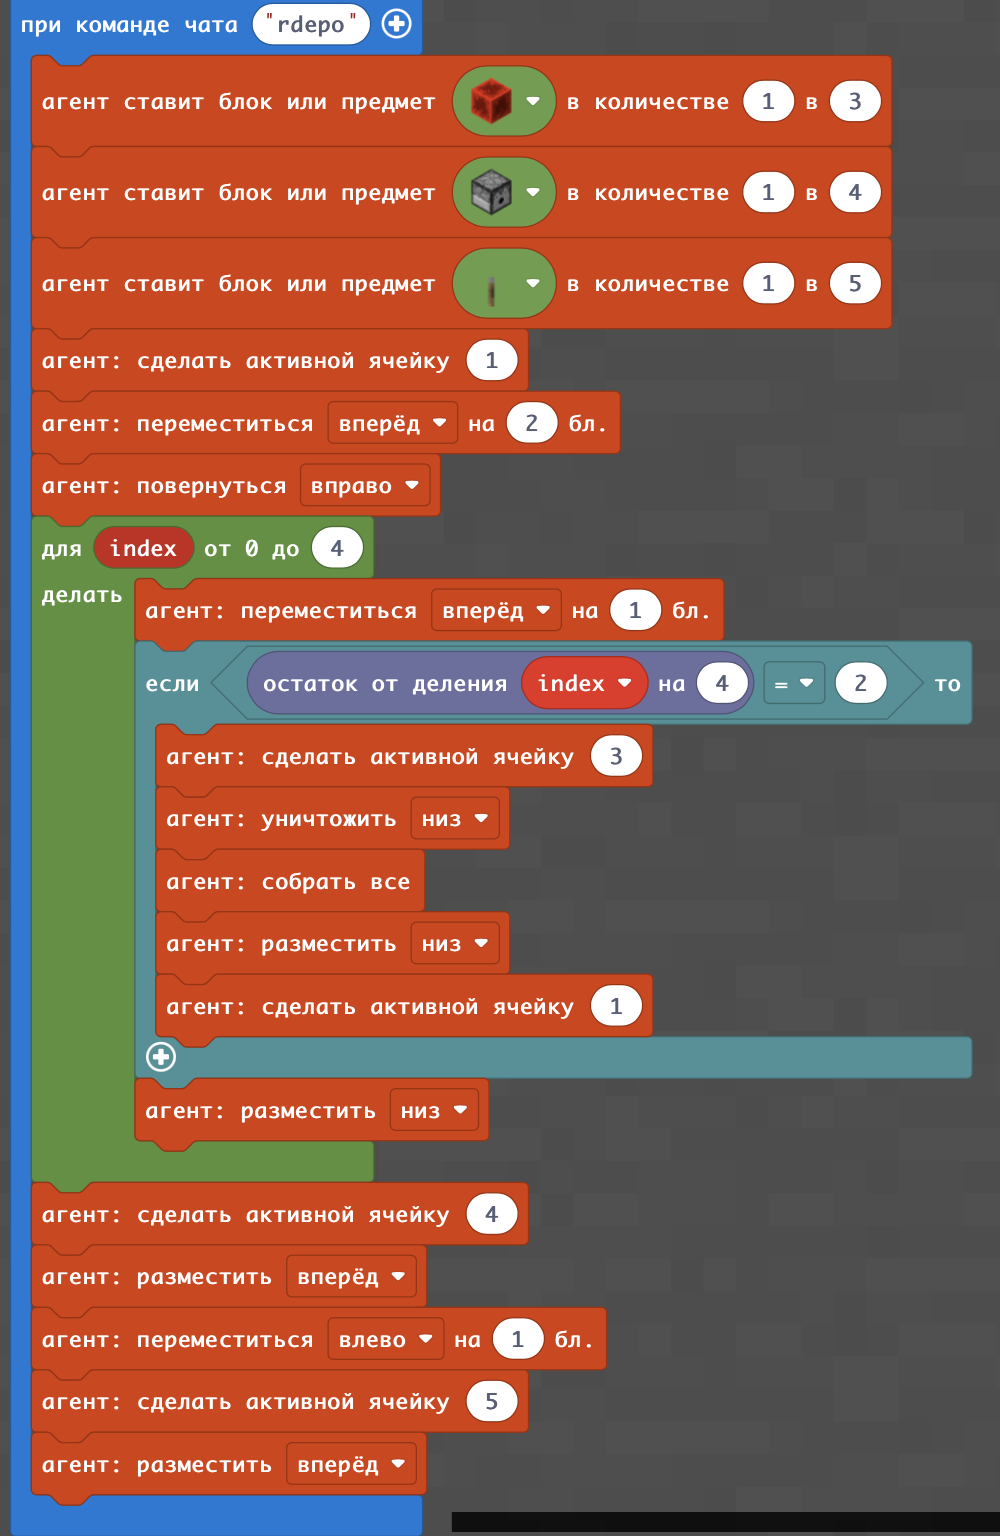 при команде чата "rdepo"
агент ставит блок или предмет в количестве 1 в 3
агент ставит блок или предмет в количестве 1 в 4
агент ставит блок или предмет в количестве 1 в 5
агент: сделать активной ячейку 1
агент: переместиться вперёд на 2 бл.
агент: повернуться вправо
для index от 0 до 4
делать
агент: переместиться вперёд на 1 бл.
если остаток от деления index на 4 = 2 то
агент: сделать активной ячейку 3
агент: уничтожить низ
агент: собрать все
агент: разместить низ
агент: сделать активной ячейку 1
агент: разместить низ
агент: сделать активной ячейку 4
агент: разместить вперёд
агент: переместиться влево на 1 бл.
агент: сделать активной ячейку 5
агент: разместить вперёд